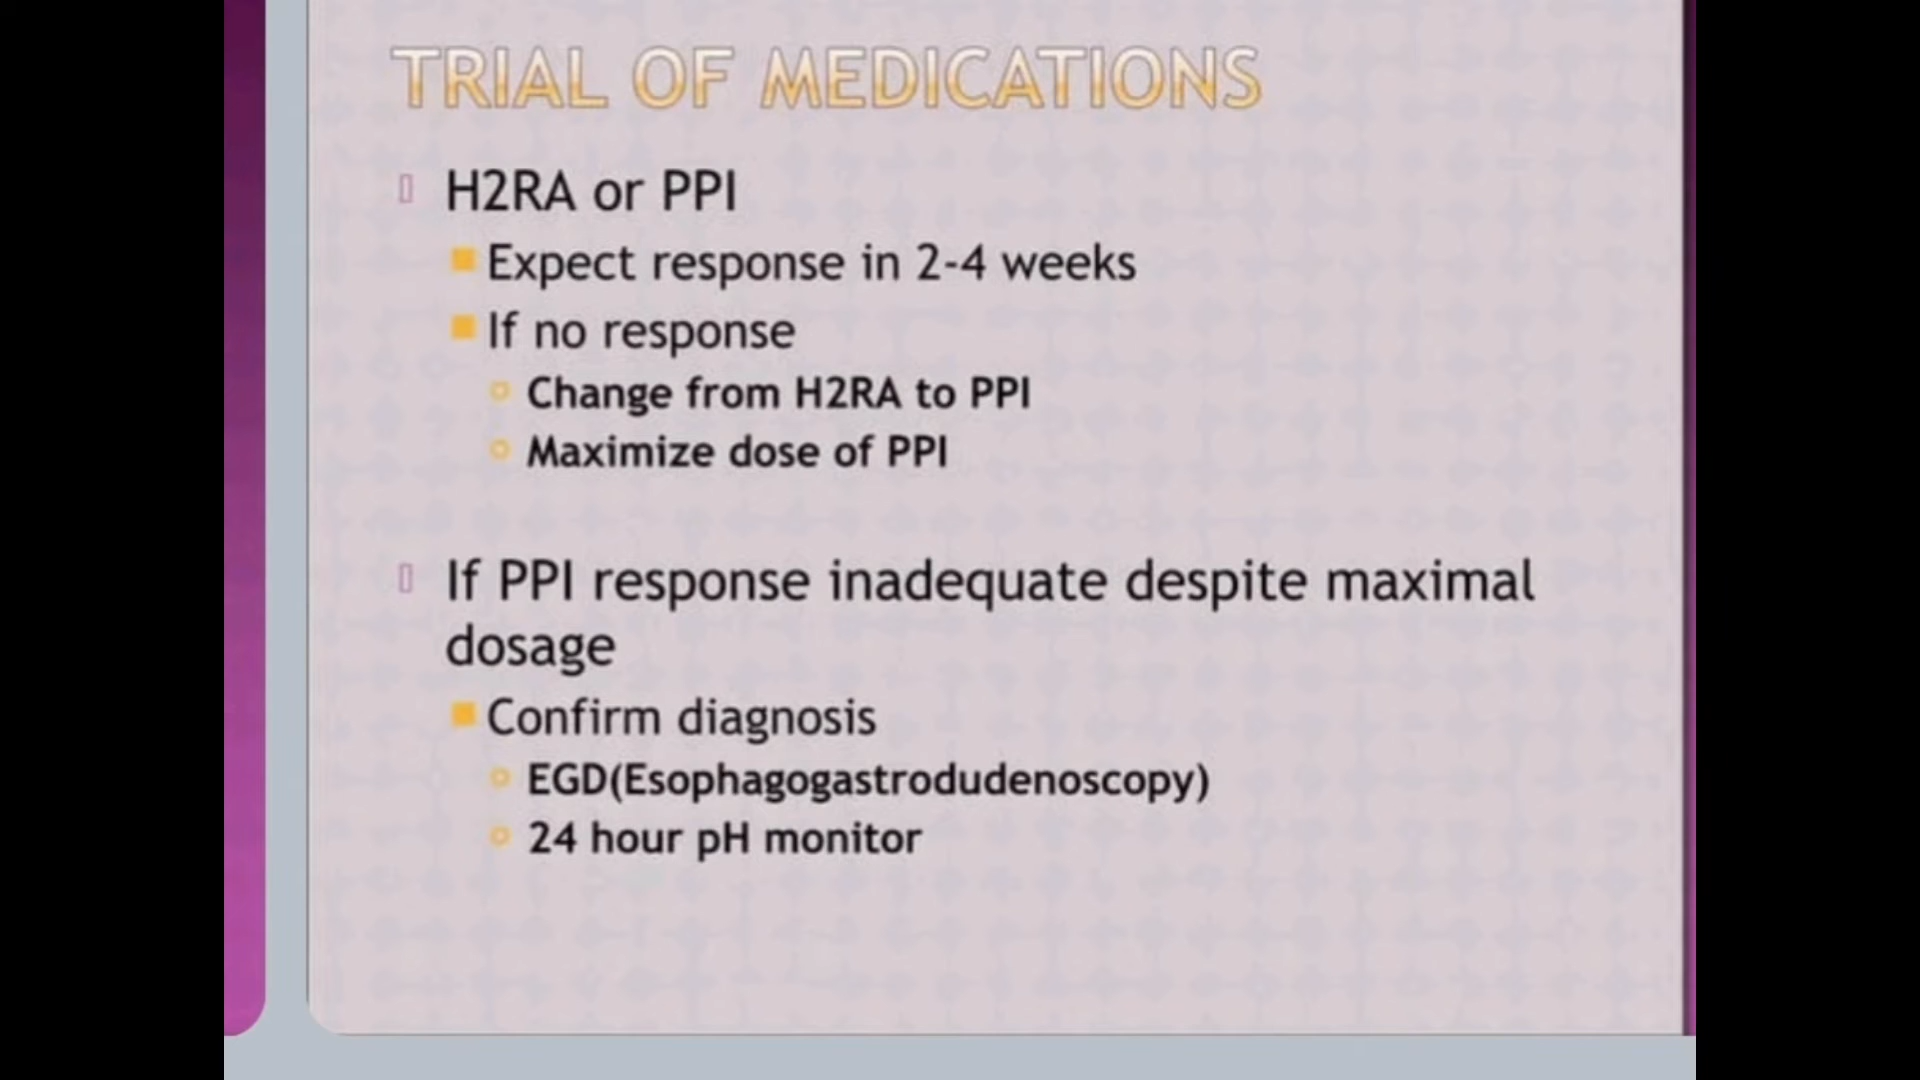 TRIAL OF MEDICATIONS
H2RA or PPI
Expect response in 2-4 weeks
If no response
Change from H2RA to PPI
Maximize dose of PPI
If PPI response inadequate despite maximal
dosage
Confirm diagnosis
EGD(Esophagogastrodudenoscopy)
24 hour pH monitor